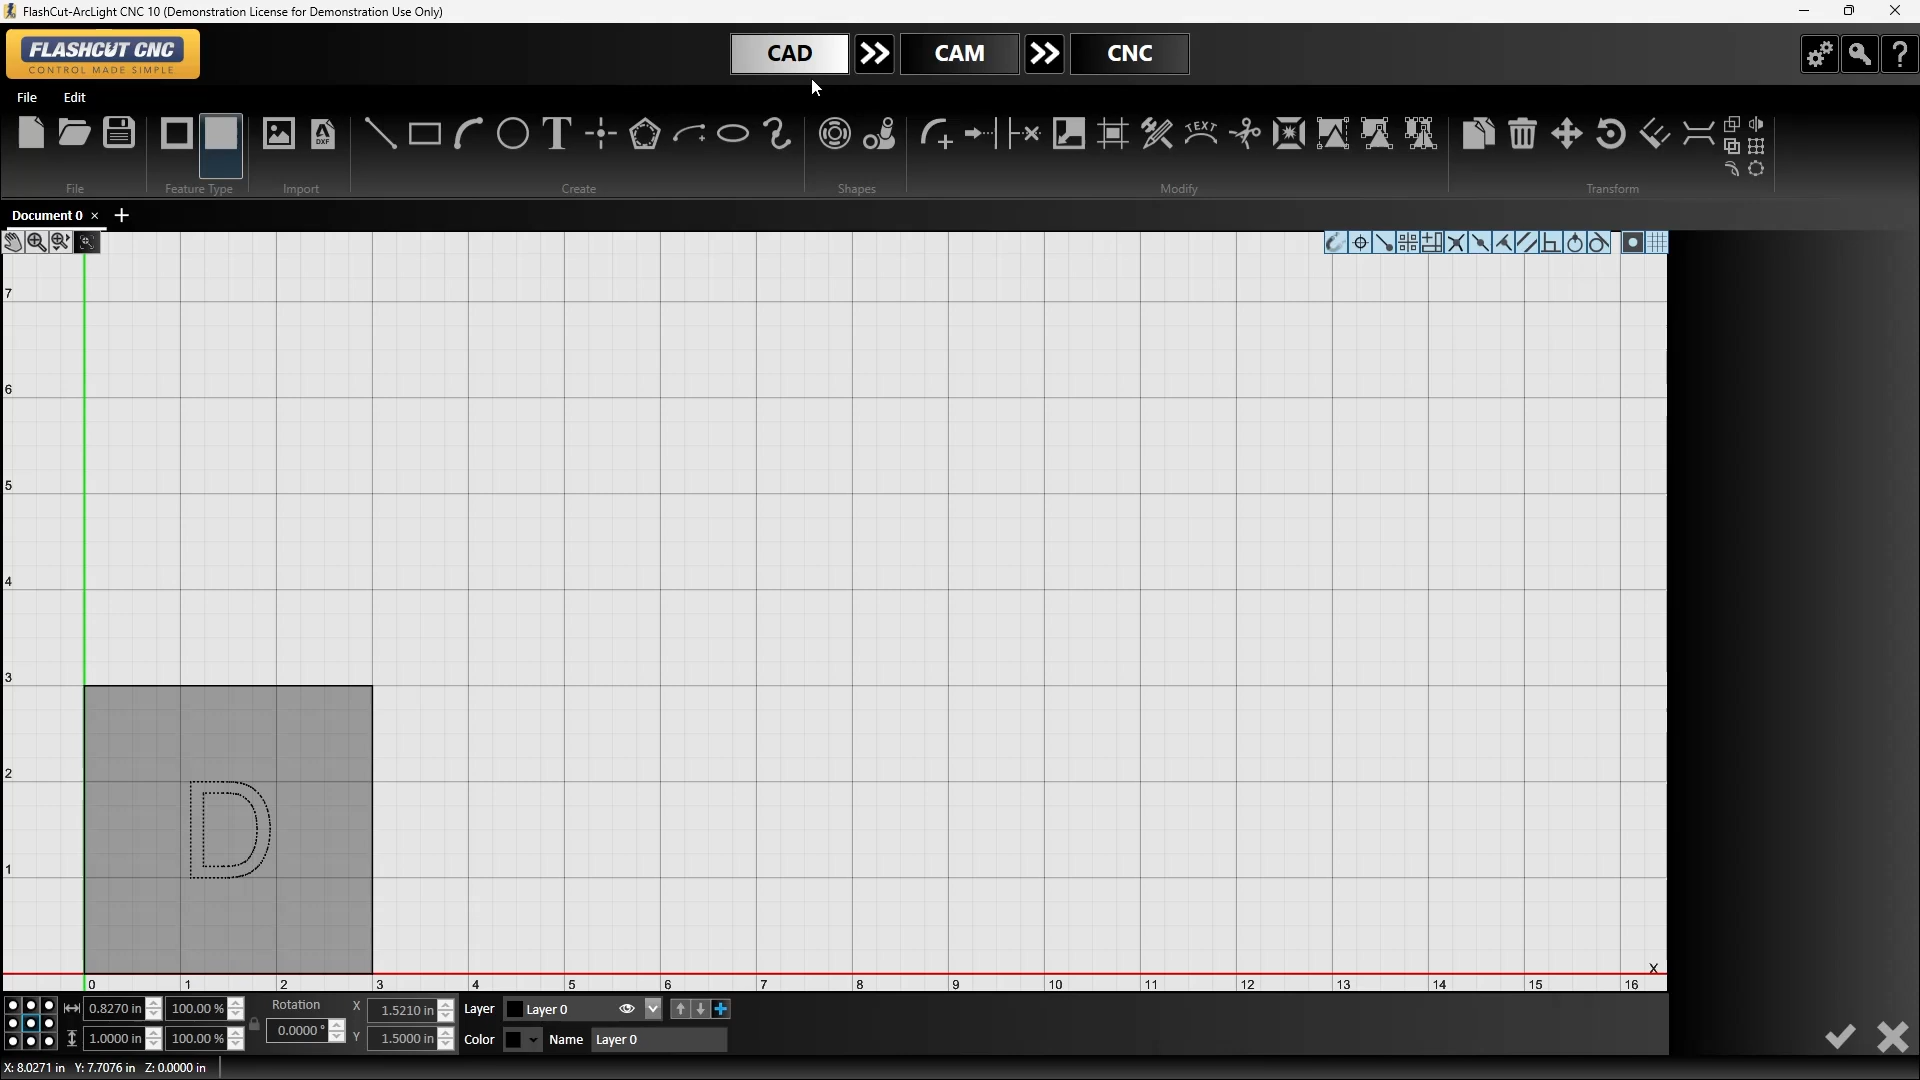 FlashCut-ArcLight CNC 10 (Demonstration License for Demonstration Use Only)
FLASHCUT CNC
CONTROL MADE SIMPLE
CAD
CAM
CNC
?
File Edit
DXF
T
TEXT
File
Feature Type
Import
Create
Shapes
Modify
Transform
Document 0 × +
7
6
5
4
3
2
1
D
X
0 1 2 3 4 5 6 7 8 9 10 11 12 13 14 15 16
0.8270 in 100.00 % Rotation X 1.5210 in Layer Layer 0
1.0000 in 100.00 % 0.0000 ° Y 1.5000 in Color Name Layer 0
X: 8.0271 in Y: 7.7076 in Z: 0.0000 in